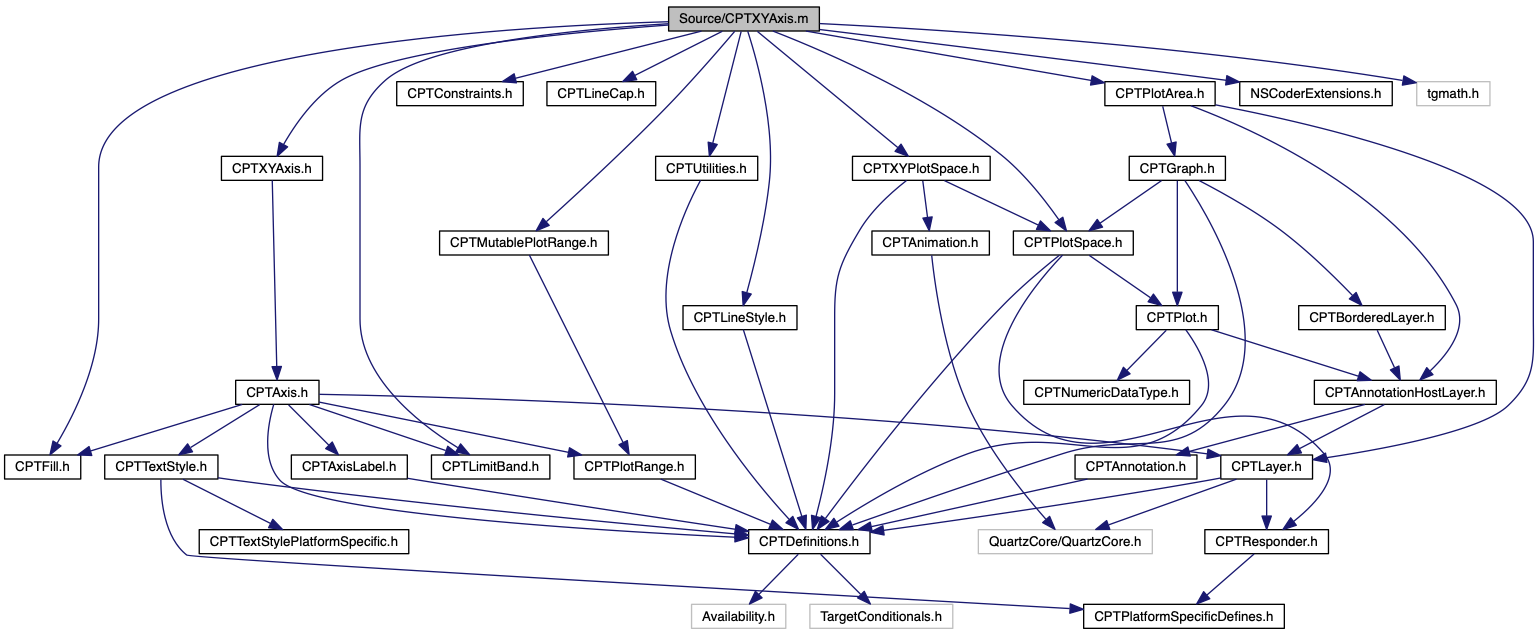 Source/CPTXYAxis.m
CPTConstraints.h
CPTLineCap.h
CPTPlotArea.h
NSCoderExtensions.h
tgmath.h
CPTXYAxis.h
CPTUtilities.h
CPTXYPlotSpace.h
CPTGraph.h
CPTMutablePlotRange.h
CPTAnimation.h
CPTPlotSpace.h
CPTLineStyle.h
CPTPlot.h
CPTBorderedLayer.h
CPTAxis.h
CPTNumericDataType.h
CPTAnnotationHostLayer.h
CPTFill.h
CPTTextStyle.h
CPTAxisLabel.h
CPTLimitBand.h
CPTPlotRange.h
CPTAnnotation.h
CPTLayer.h
CPTTextStylePlatformSpecific.h
CPTDefinitions.h
QuartzCore/QuartzCore.h
CPTResponder.h
Availability.h
TargetConditionals.h
CPTPlatformSpecificDefines.h